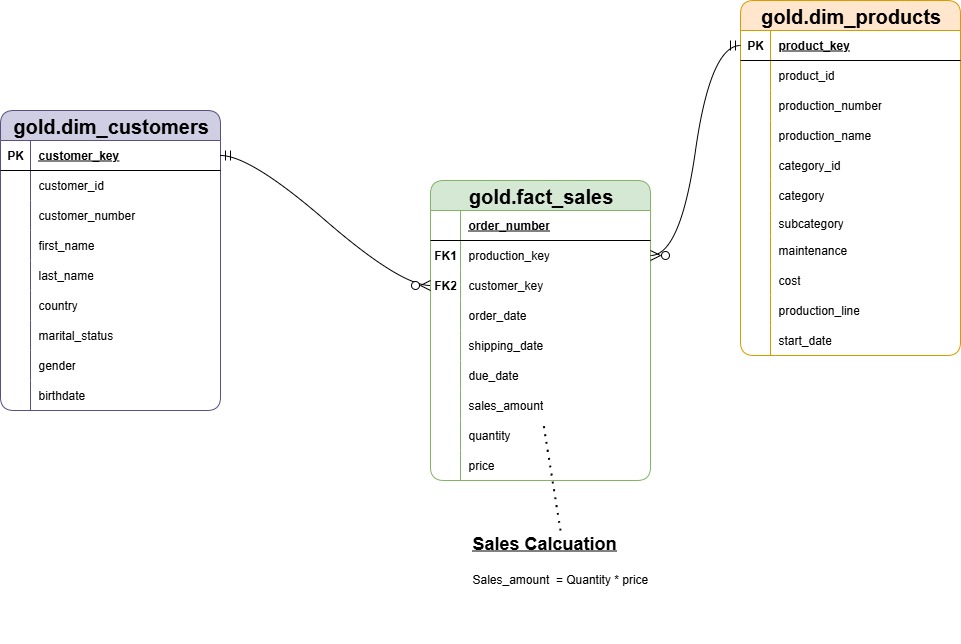 gold.dim_products
PK product_key
product_id
production_number
production_name
category_id
category
subcategory
maintenance
cost
production_line
start_date
gold.dim_customers
PK customer_key
customer_id
customer_number
first_name
last_name
country
marital_status
gender
birthdate
gold.fact_sales
order_number
FK1 production_key
FK2 customer_key
order_date
shipping_date
due_date
sales_amount
quantity
price
Sales Calcuation
Sales_amount = Quantity * price